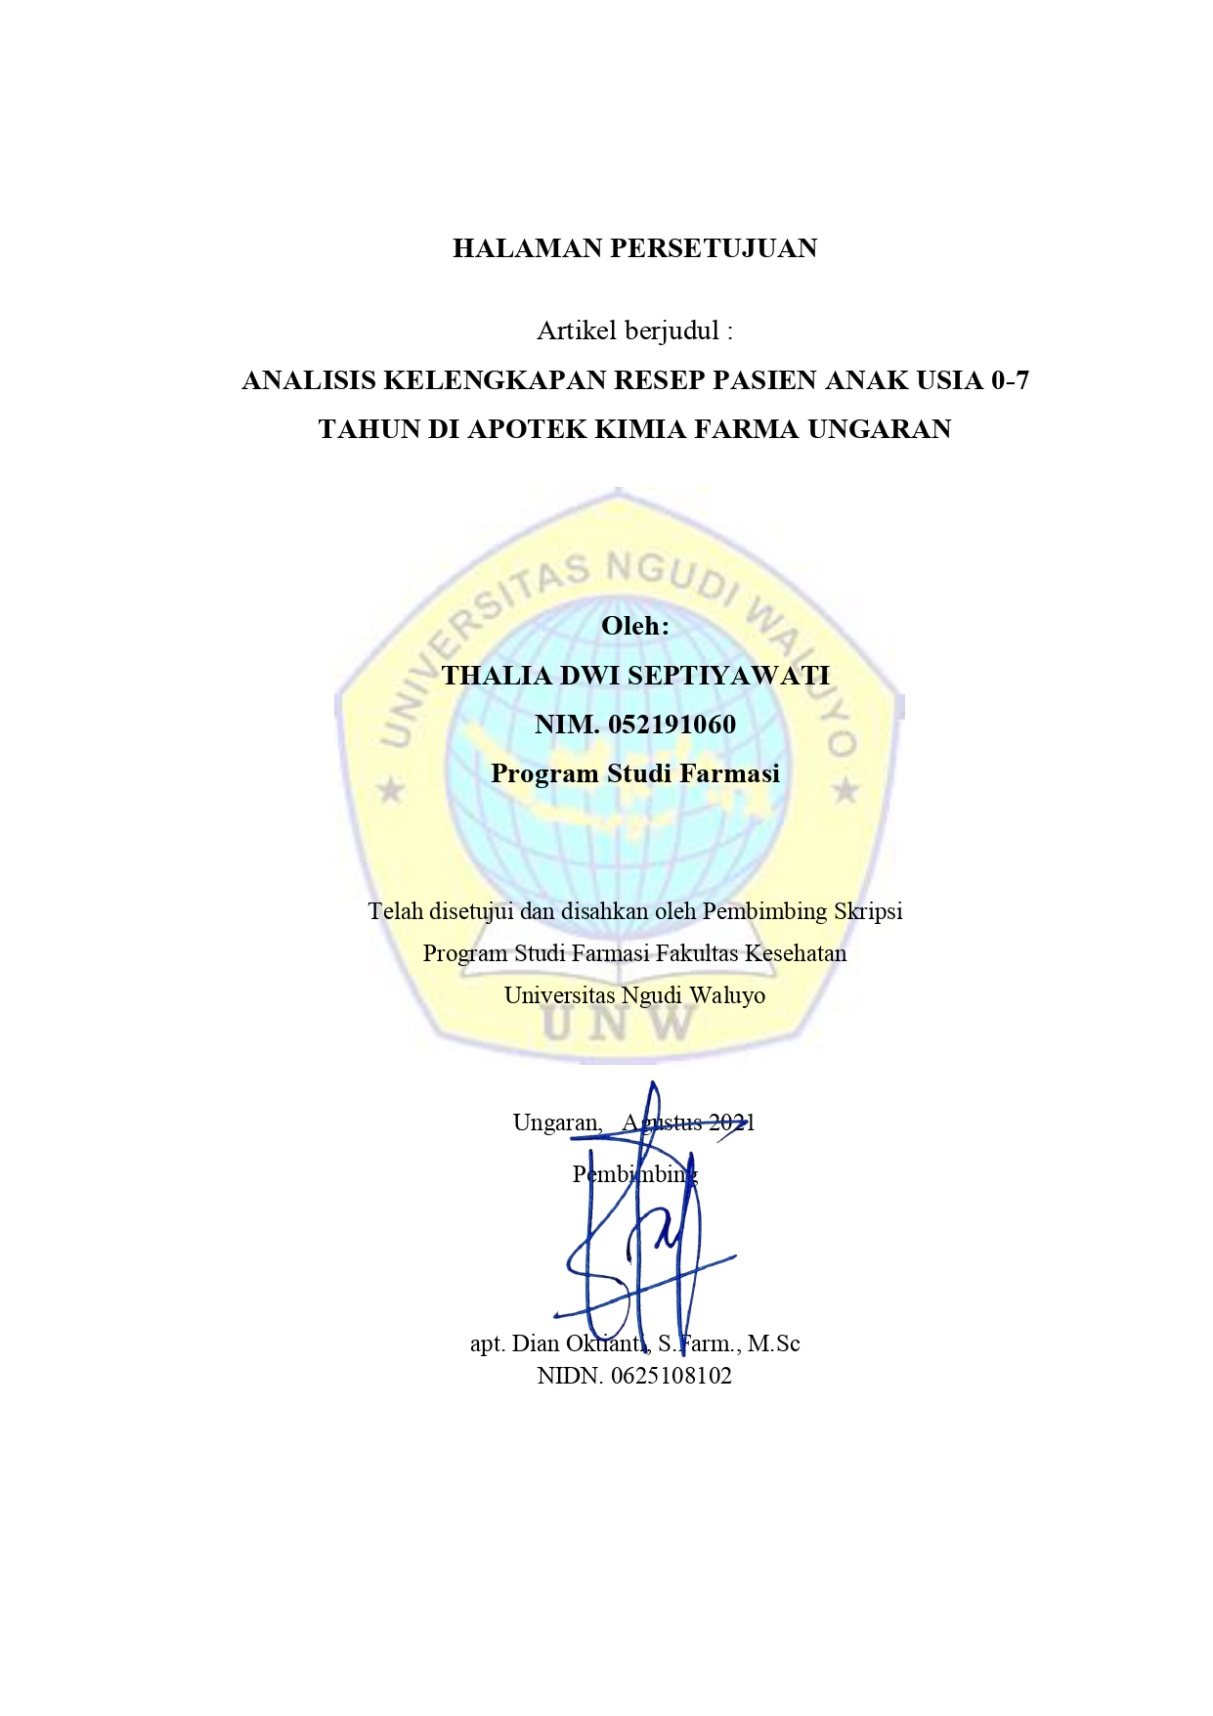 HALAMAN PERSETUJUAN
Artikel berjudul :
ANALISIS KELENGKAPAN RESEP PASIEN ANAK USIA 0-7
TAHUN DI APOTEK KIMIA FARMA UNGARAN
UNIVERSITAS NGUDI WALUYO
Oleh:
THALIA DWI SEPTIYAWATI
NIM. 052191060
Program Studi Farmasi
Telah disetujui dan disahkan oleh Pembimbing Skripsi
Program Studi Farmasi Fakultas Kesehatan
Universitas Ngudi Waluyo
UNW
Ungaran, Agustus 2021
Pembimbing
apt. Dian Oktianti, S.Farm., M.Sc
NIDN. 0625108102